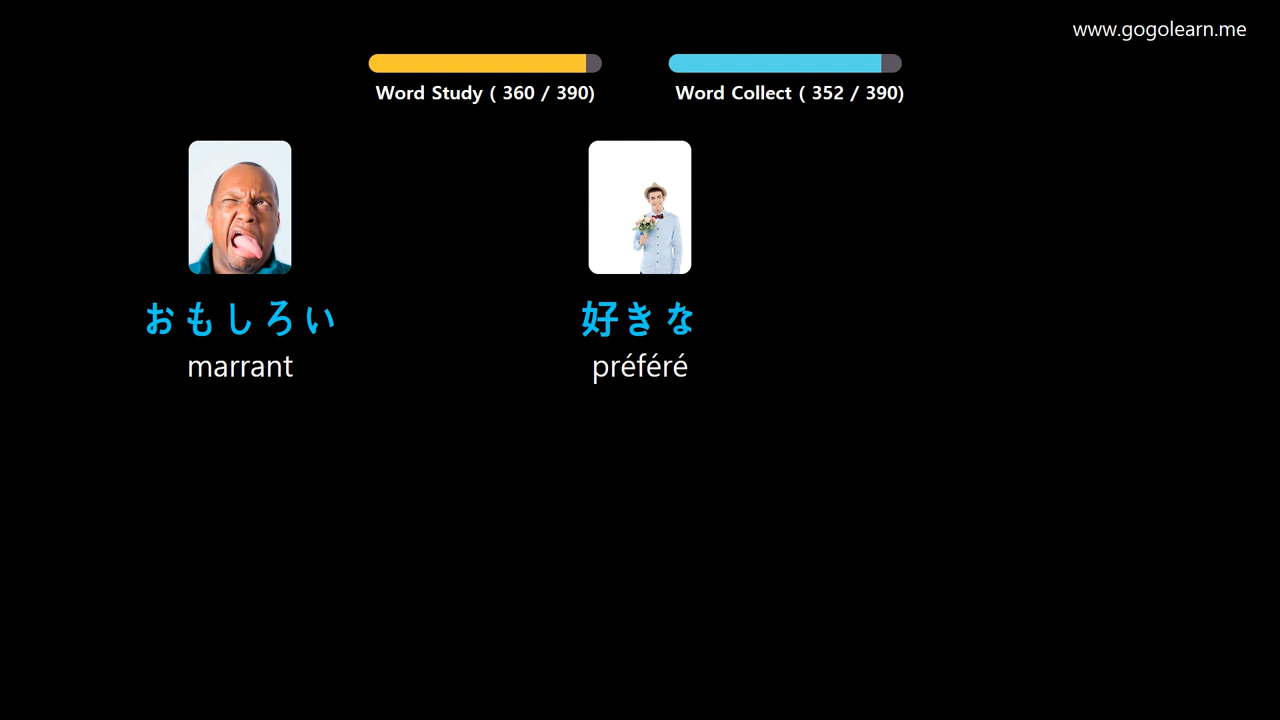 www.gogolearn.me
Word Study ( 360 / 390)
Word Collect ( 352 / 390)
おもしろい
marrant
好きな
préféré